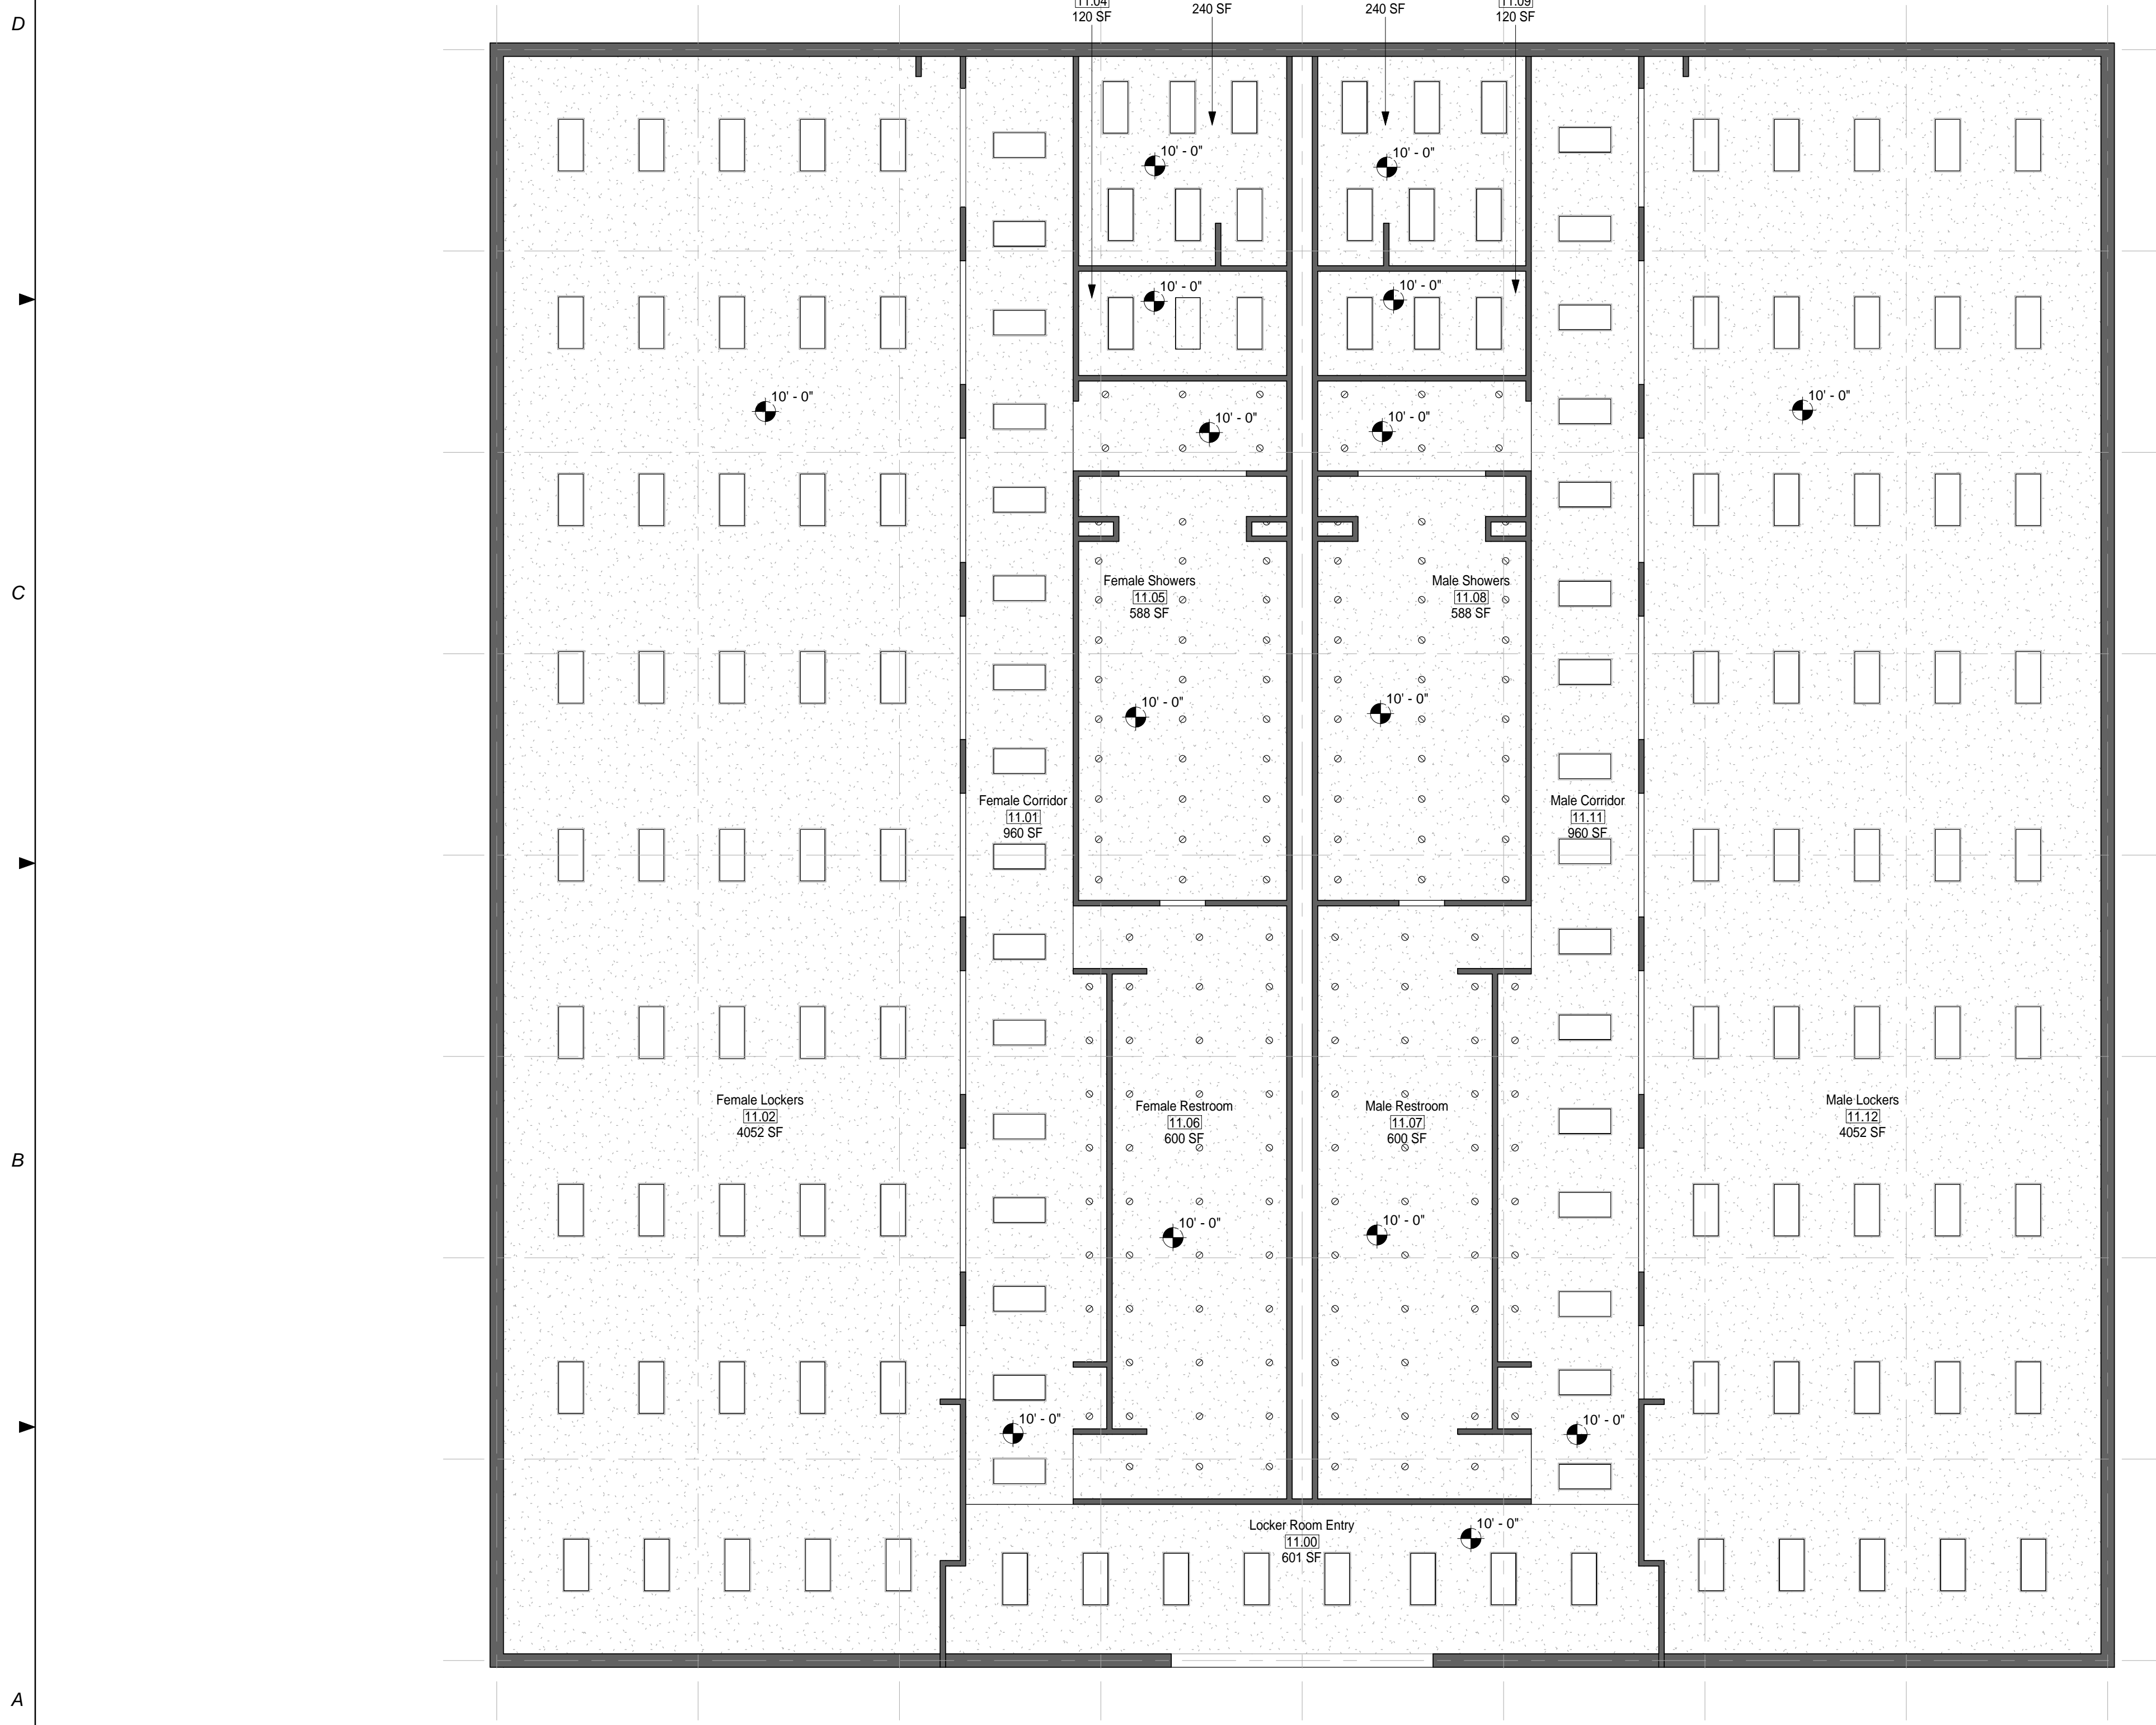 D
11.04
120 SF
240 SF
240 SF
11.09
120 SF
10' - 0"
10' - 0"
10' - 0"
10' - 0"
10' - 0"
10' - 0"
10' - 0"
10' - 0"
C
Female Showers
11.05
588 SF
Male Showers
11.08
588 SF
10' - 0"
10' - 0"
Female Corridor
11.01
960 SF
Male Corridor
11.11
960 SF
Female Lockers
11.02
4052 SF
Female Restroom
11.06
600 SF
Male Restroom
11.07
600 SF
Male Lockers
11.12
4052 SF
B
10' - 0"
10' - 0"
10' - 0"
10' - 0"
Locker Room Entry
11.00
601 SF
10' - 0"
A